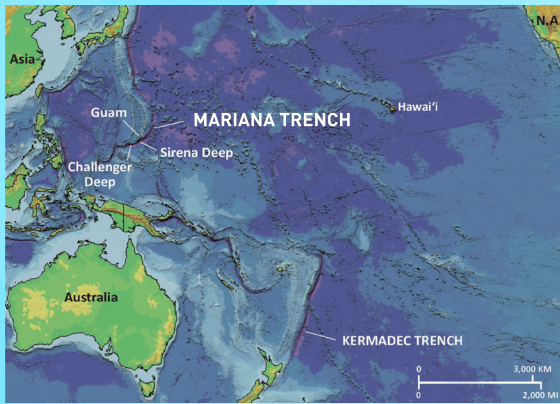 N.A.
Asia
Hawai‘i
Guam
MARIANA TRENCH
Sirena Deep
Challenger
Deep
Australia
KERMADEC TRENCH
0 3,000 KM
0 2,000 MI